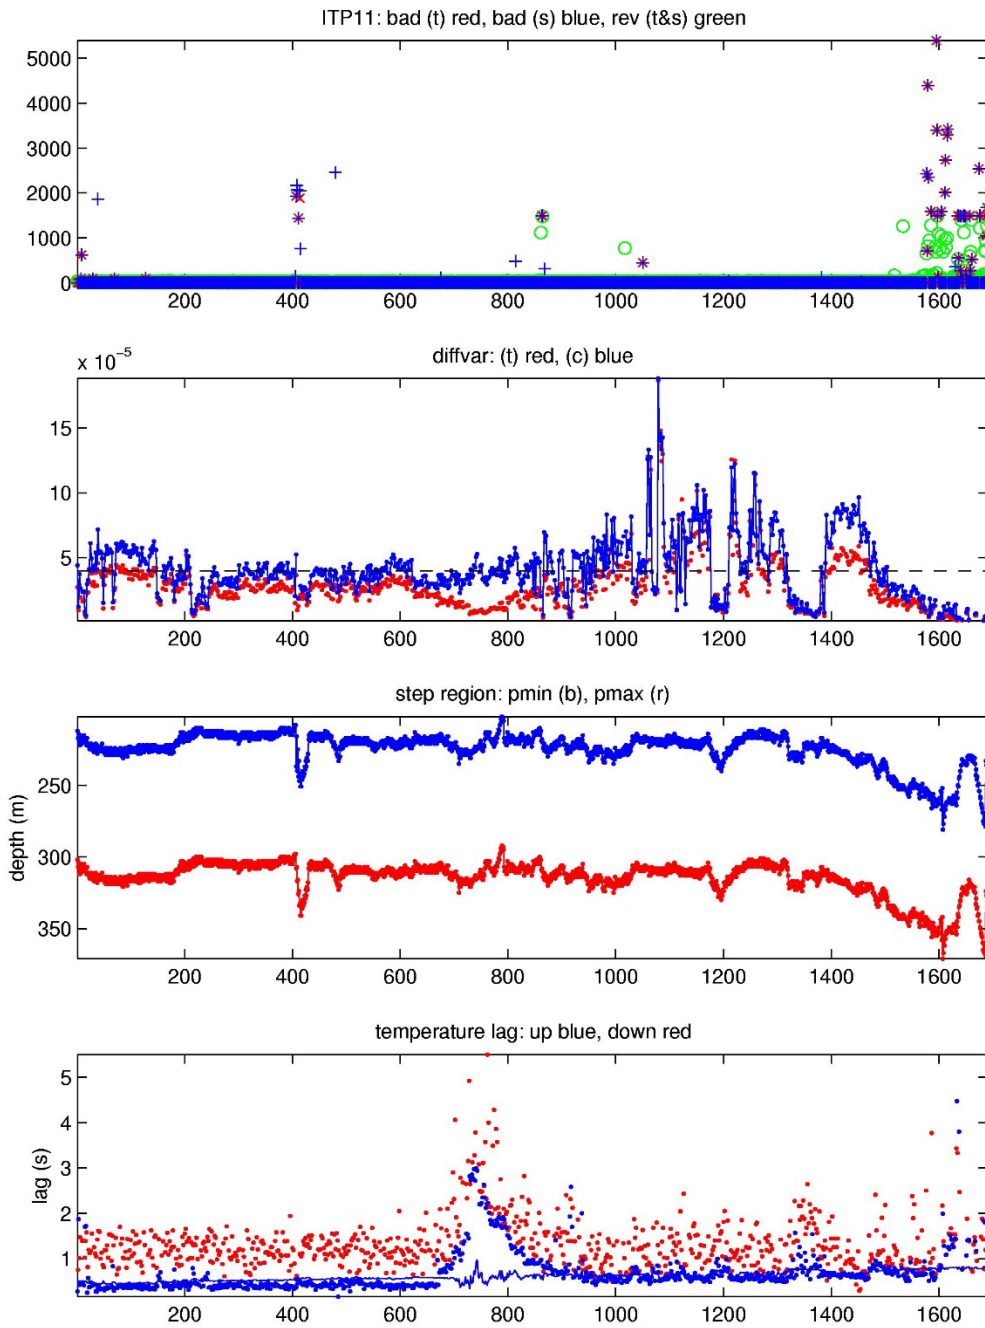 ITP11: bad (t) red, bad (s) blue, rev (t&s) green
5000
4000
3000
2000
1000
0
200 400 600 800 1000 1200 1400 1600
x 10⁻⁵
diffvar: (t) red, (c) blue
15
10
5
200 400 600 800 1000 1200 1400 1600
step region: pmin (b), pmax (r)
depth (m)
250
300
350
200 400 600 800 1000 1200 1400 1600
temperature lag: up blue, down red
lag (s)
5
4
3
2
1
200 400 600 800 1000 1200 1400 1600